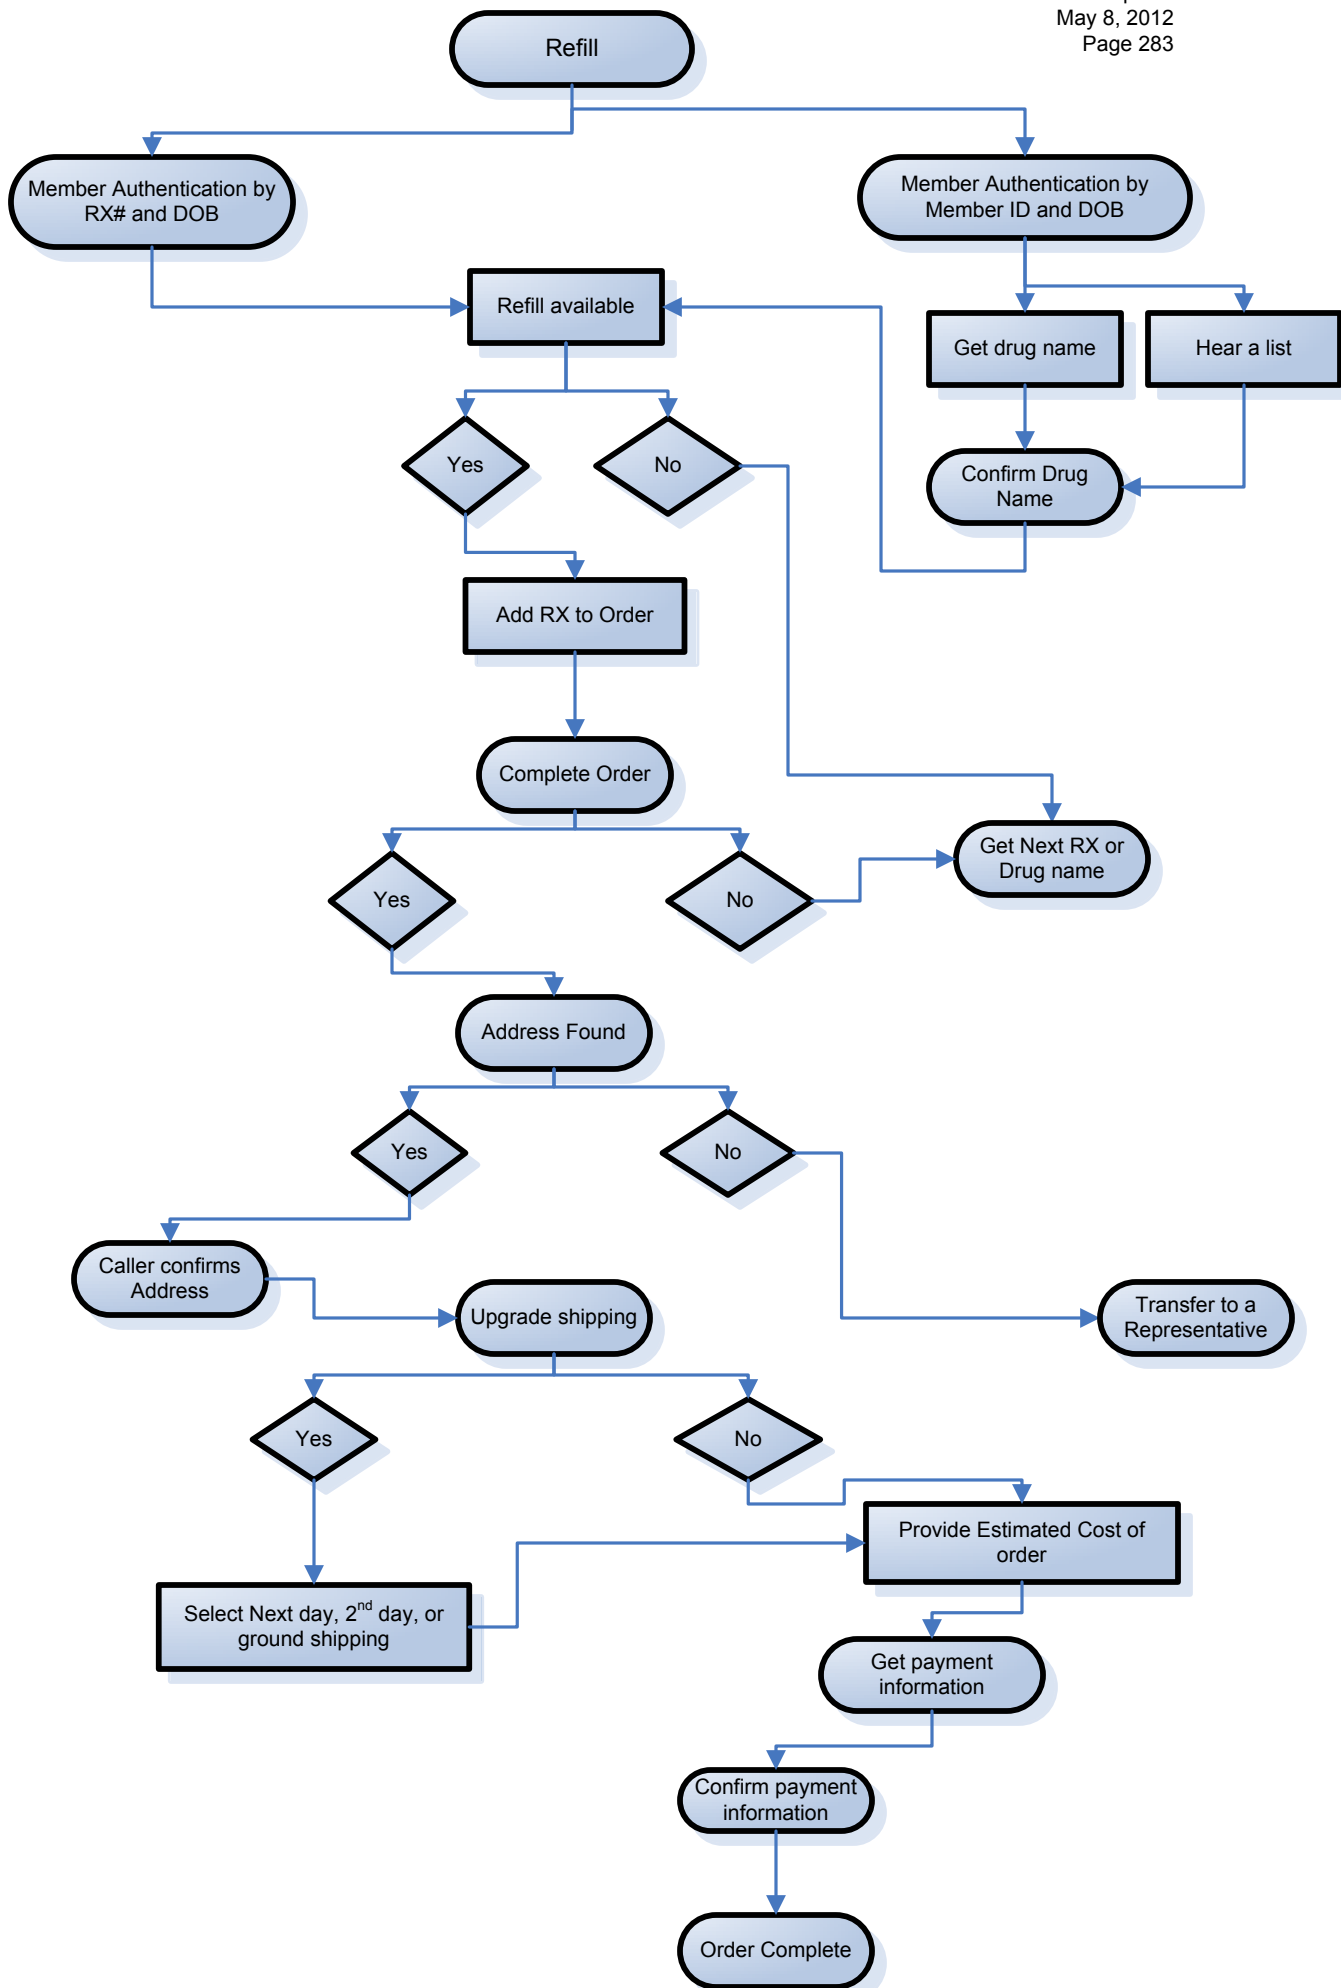 May 8, 2012
Page 283
Refill
Member Authentication by
RX# and DOB
Member Authentication by
Member ID and DOB
Refill available
Get drug name
Hear a list
Yes
No
Confirm Drug
Name
Add RX to Order
Complete Order
Get Next RX or
Drug name
Yes
No
Address Found
Yes
No
Caller confirms
Address
Upgrade shipping
Transfer to a
Representative
Yes
No
Provide Estimated Cost of
order
Select Next day, 2nd day, or
ground shipping
Get payment
information
Confirm payment
information
Order Complete